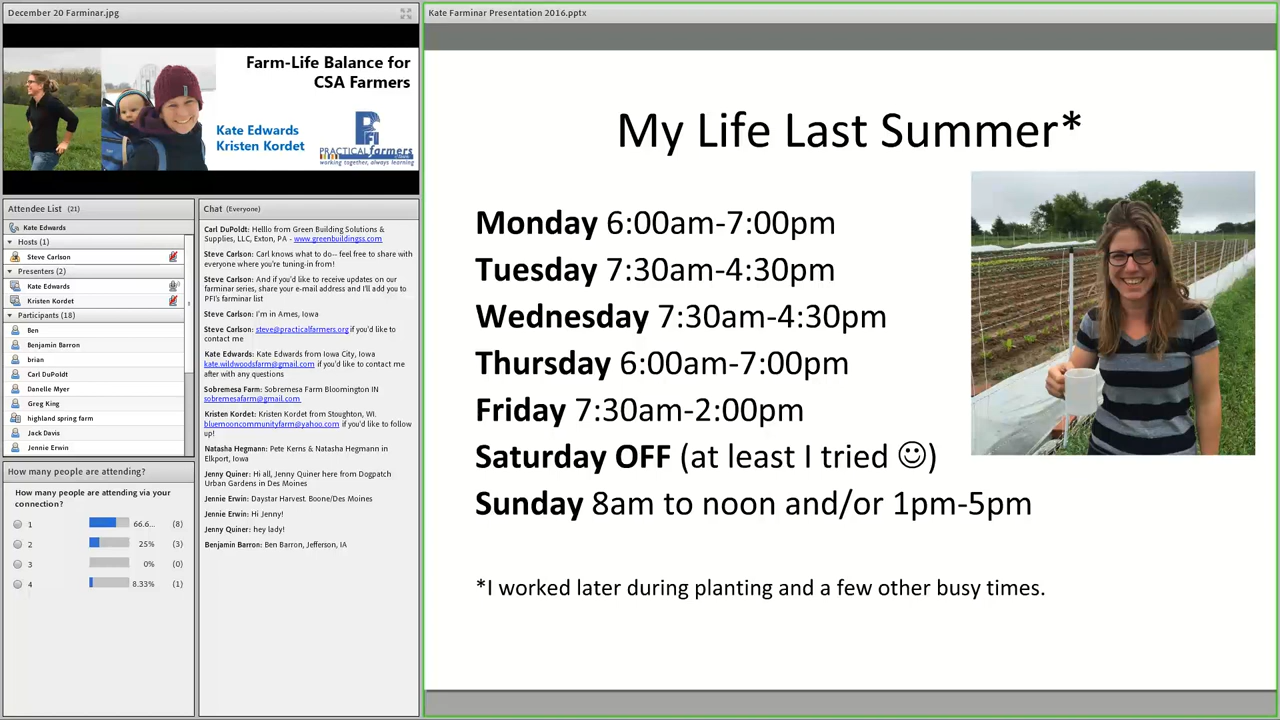 December 20 Farminar.jpg
Farm-Life Balance for
CSA Farmers
Kate Edwards
Kristen Kordet
PFI
PRACTICAL farmers
working together, always learning
Attendee List (21)
Kate Edwards
Hosts (1)
Steve Carlson
Presenters (2)
Kate Edwards
Kristen Kordet
Participants (18)
Ben
Benjamin Barron
brian
Carl DuPoldt
Danelle Myer
Greg King
highland spring farm
Jack Davis
Jennie Erwin
Chat (Everyone)
Carl DuPoldt: Helllo from Green Building Solutions &
Supplies, LLC, Exton, PA - www.greenbuildingss.com
Steve Carlson: Carl knows what to do-- feel free to share with
everyone where you're tuning-in from!
Steve Carlson: And if you'd like to receive updates on our
farminar series, share your e-mail address and I'll add you to
PFI's farminar list
Steve Carlson: I'm in Ames, Iowa
Steve Carlson: steve@practicalfarmers.org if you'd like to
contact me
Kate Edwards: Kate Edwards from Iowa City, Iowa
kate.wildwoodsfarm@gmail.com if you'd like to contact me
after with any questions
Sobremesa Farm: Sobremesa Farm Bloomington IN
sobremesafarm@gmail.com
Kristen Kordet: Kristen Kordet from Stoughton, WI.
bluemooncommunityfarm@yahoo.com if you'd like to follow
up!
Natasha Hegmann: Pete Kerns & Natasha Hegmann in
Elkport, Iowa
Jenny Quiner: Hi all, Jenny Quiner here from Dogpatch
Urban Gardens in Des Moines
Jennie Erwin: Daystar Harvest. Boone/Des Moines
Jennie Erwin: Hi Jenny!
Jenny Quiner: hey lady!
Benjamin Barron: Ben Barron, Jefferson, IA
How many people are attending?
How many people are attending via your
connection?
1 66.6... (8)
2 25% (3)
3 0% (0)
4 8.33% (1)
Kate Farminar Presentation 2016.pptx
My Life Last Summer*
Monday 6:00am-7:00pm
Tuesday 7:30am-4:30pm
Wednesday 7:30am-4:30pm
Thursday 6:00am-7:00pm
Friday 7:30am-2:00pm
Saturday OFF (at least I tried ☺)
Sunday 8am to noon and/or 1pm-5pm
*I worked later during planting and a few other busy times.